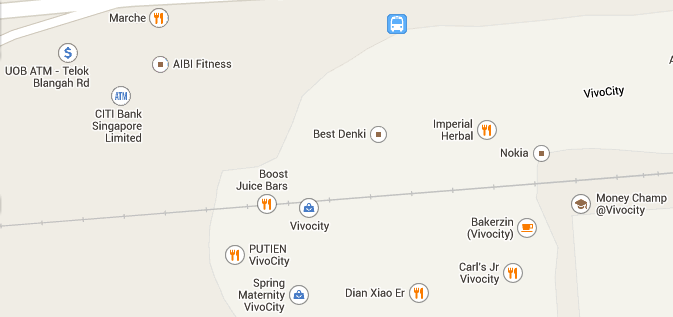 Marche
UOB ATM - Telok
Blangah Rd
$
AIBI Fitness
ATM
CITI Bank
Singapore
Limited
VivoCity
Best Denki
Imperial
Herbal
Nokia
Boost
Juice Bars
Vivocity
Money Champ
@Vivocity
Bakerzin
(Vivocity)
PUTIEN
VivoCity
Carl's Jr
Vivocity
Spring
Maternity
VivoCity
Dian Xiao Er